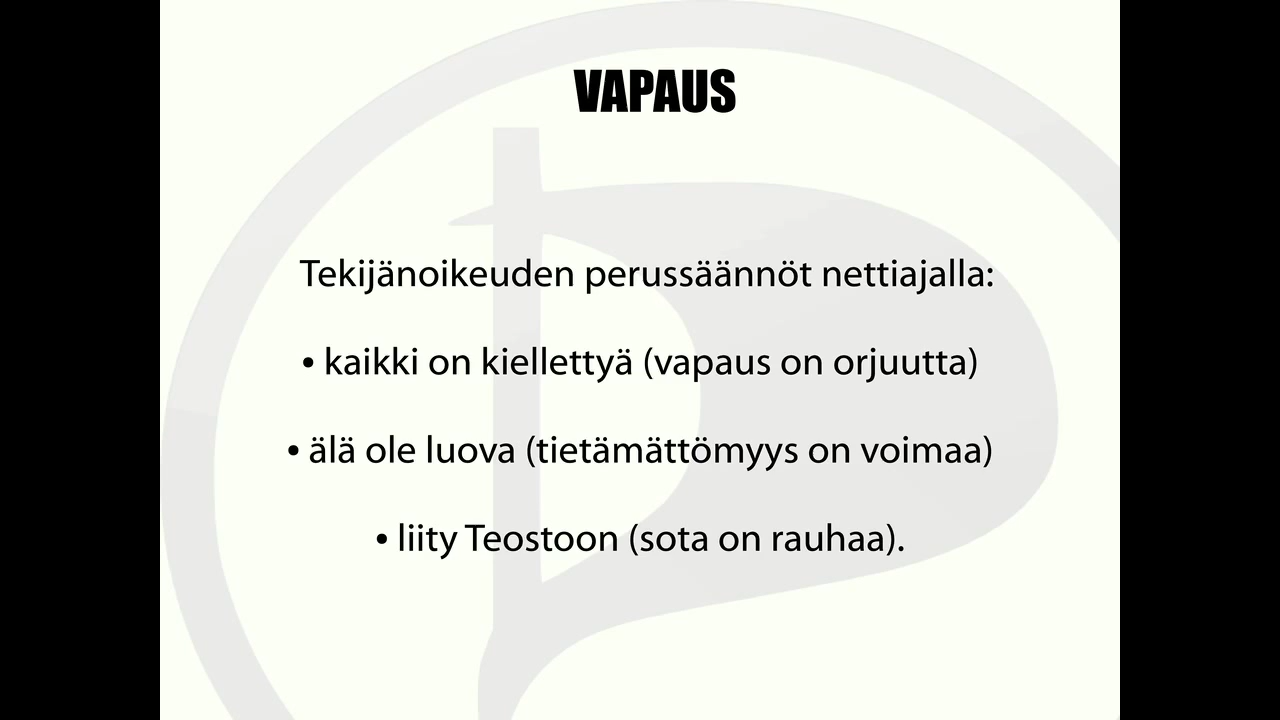 VAPAUS
Tekijänoikeuden perussäännöt nettiajalla:
• kaikki on kiellettyä (vapaus on orjuutta)
• älä ole luova (tietämättömyys on voimaa)
• liity Teostoon (sota on rauhaa).